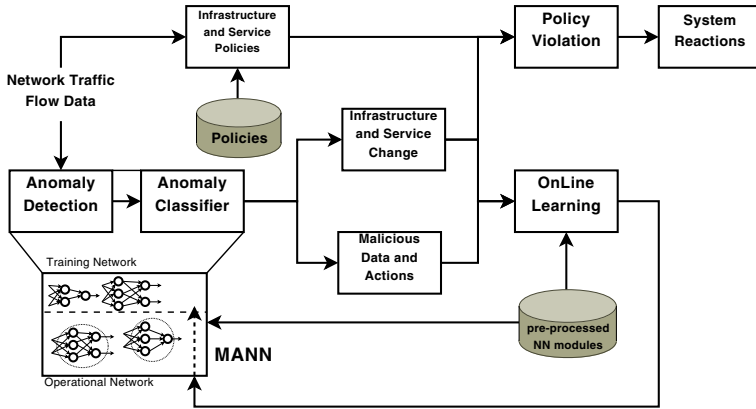 Infrastructure
and Service
Policies
Policy
Violation
System
Reactions
Network Traffic
Flow Data
Policies
Infrastructure
and Service
Change
Anomaly
Detection
Anomaly
Classifier
OnLine
Learning
Malicious
Data and
Actions
Training Network
pre-processed
NN modules
MANN
Operational Network